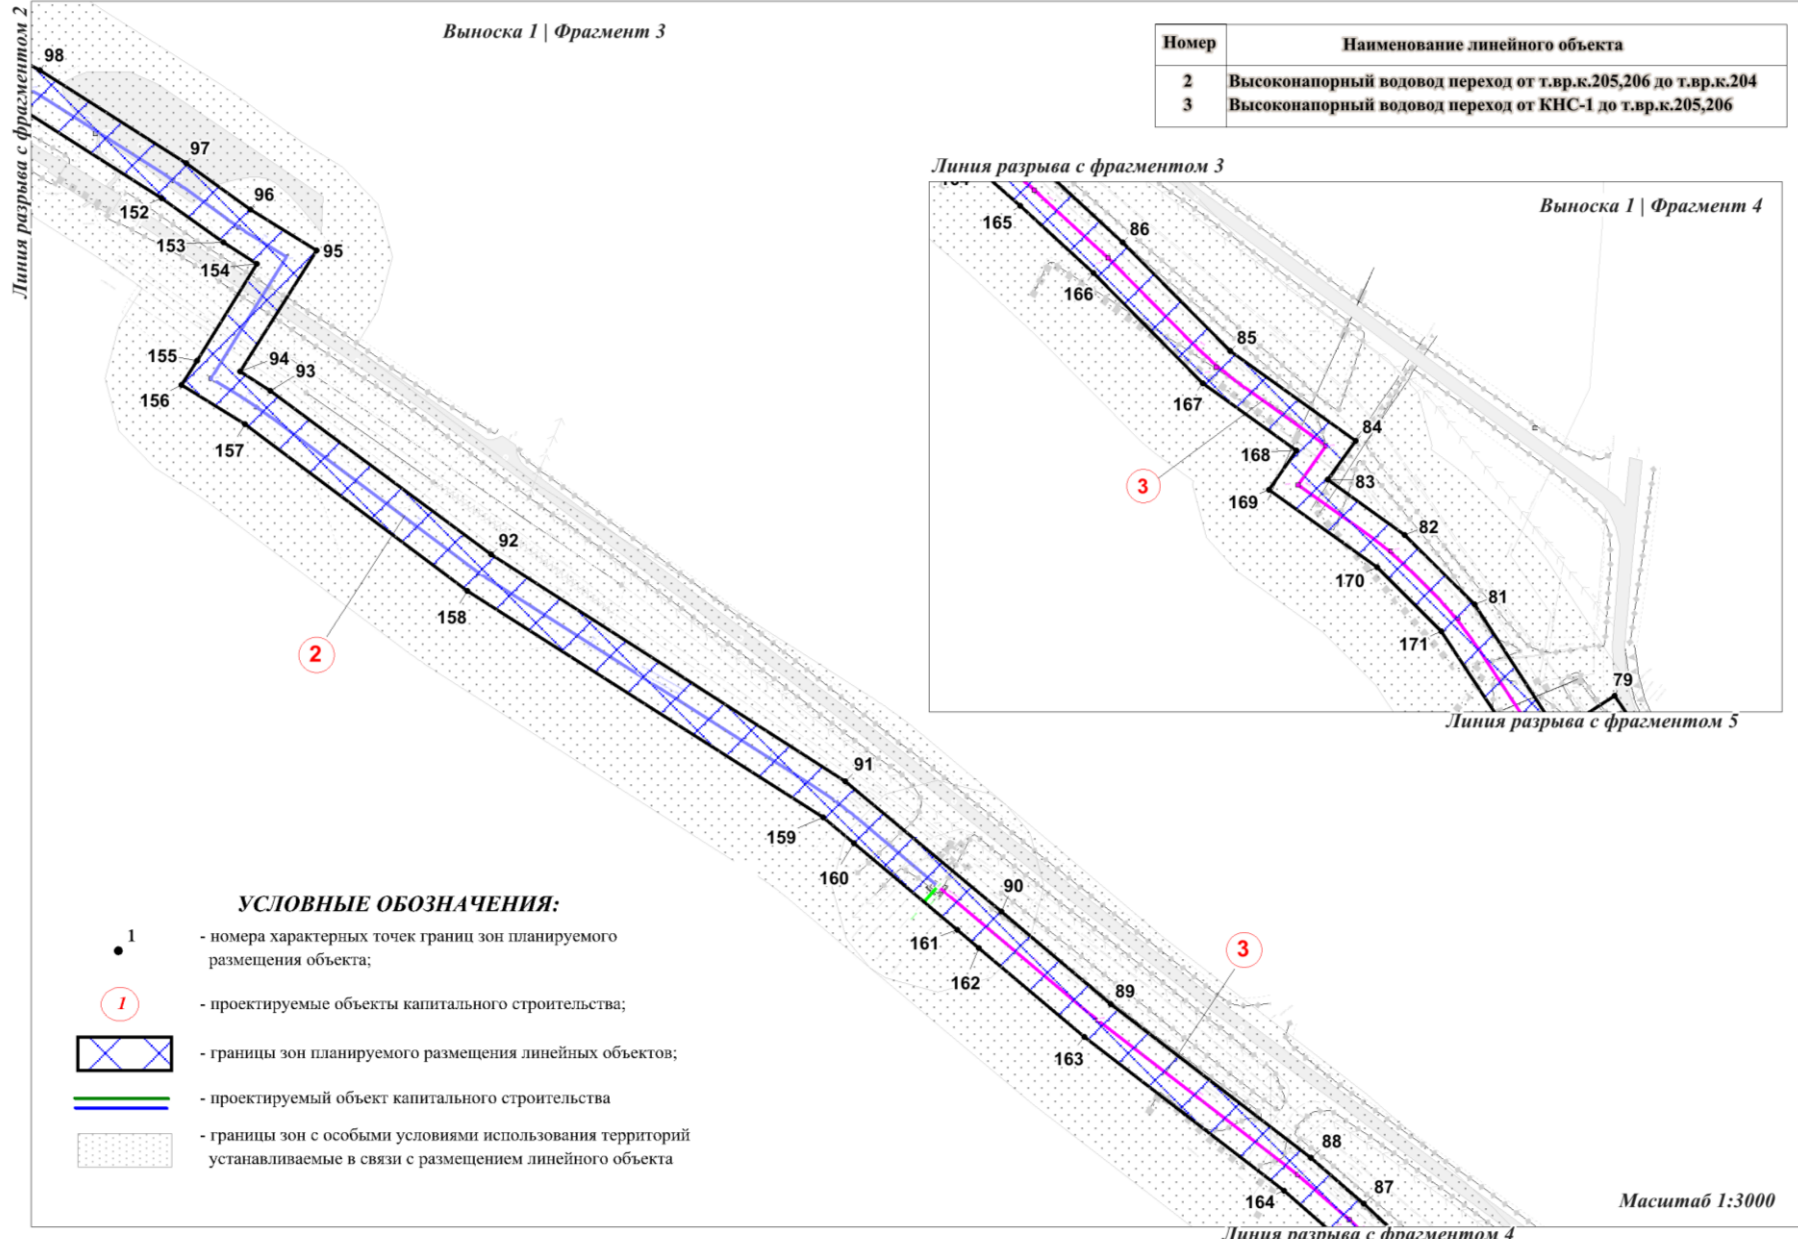 Выноска 1 | Фрагмент 3
Линия разрыва с фрагментом 2
Номер Наименование линейного объекта
2 Высоконапорный водовод переход от т.вр.к.205,206 до т.вр.к.204
3 Высоконапорный водовод переход от КНС-1 до т.вр.к.205,206
98
97
96
152
153
95
154
155
94
93
156
157
92
158
2
91
159
160
90
161
162
3
89
163
88
164
87
Линия разрыва с фрагментом 3
Выноска 1 | Фрагмент 4
165
86
166
85
167
84
168
3
83
169
82
170
81
171
79
Линия разрыва с фрагментом 5
УСЛОВНЫЕ ОБОЗНАЧЕНИЯ:
1 - номера характерных точек границ зон планируемого
размещения объекта;
1 - проектируемые объекты капитального строительства;
- границы зон планируемого размещения линейных объектов;
- проектируемый объект капитального строительства
- границы зон с особыми условиями использования территорий
устанавливаемые в связи с размещением линейного объекта
Масштаб 1:3000
Линия разрыва с фрагментом 4